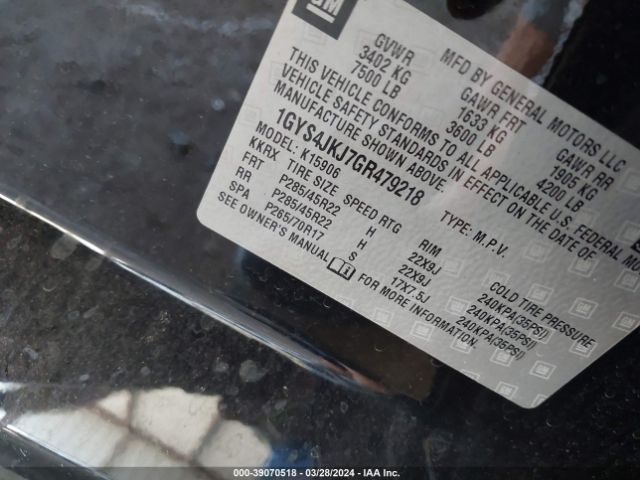 GM
MFD BY GENERAL MOTORS LLC
GVWR GAWR FRT GAWR RR
3402 KG 1633 KG 1905 KG
7500 LB 3600 LB 4200 LB
THIS VEHICLE CONFORMS TO ALL APPLICABLE U.S. FEDERAL
VEHICLE SAFETY STANDARDS IN EFFECT ON THE DATE OF
MANUFACTURE SHOWN ABOVE.
1GYS4JKJ7GR479218 TYPE: M.P.V.
MODEL: K15906
KKRX TIRE SIZE SPEED RTG RIM COLD TIRE PRESSURE
FRT P285/45R22 H 22X9J 240KPA(35PSI)
RR P285/45R22 H 22X9J 240KPA(35PSI)
SPA P265/70R17 S 17X7.5J 240KPA(35PSI)
SEE OWNER'S MANUAL FOR MORE INFORMATION.
000-39070518 - 03/28/2024 - IAA Inc.